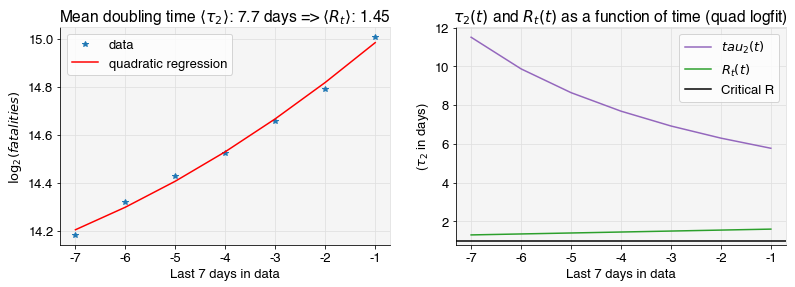 Mean doubling time ⟨τ₂⟩: 7.7 days => ⟨Rₜ⟩: 1.45
data
quadratic regression
log₂(fatalities)
15.0
14.8
14.6
14.4
14.2
-7 -6 -5 -4 -3 -2 -1
Last 7 days in data
τ₂(t) and Rₜ(t) as a function of time (quad logfit)
tau₂(t)
Rₜ(t)
Critical R
(τ₂ in days)
12
10
8
6
4
2
-7 -6 -5 -4 -3 -2 -1
Last 7 days in data